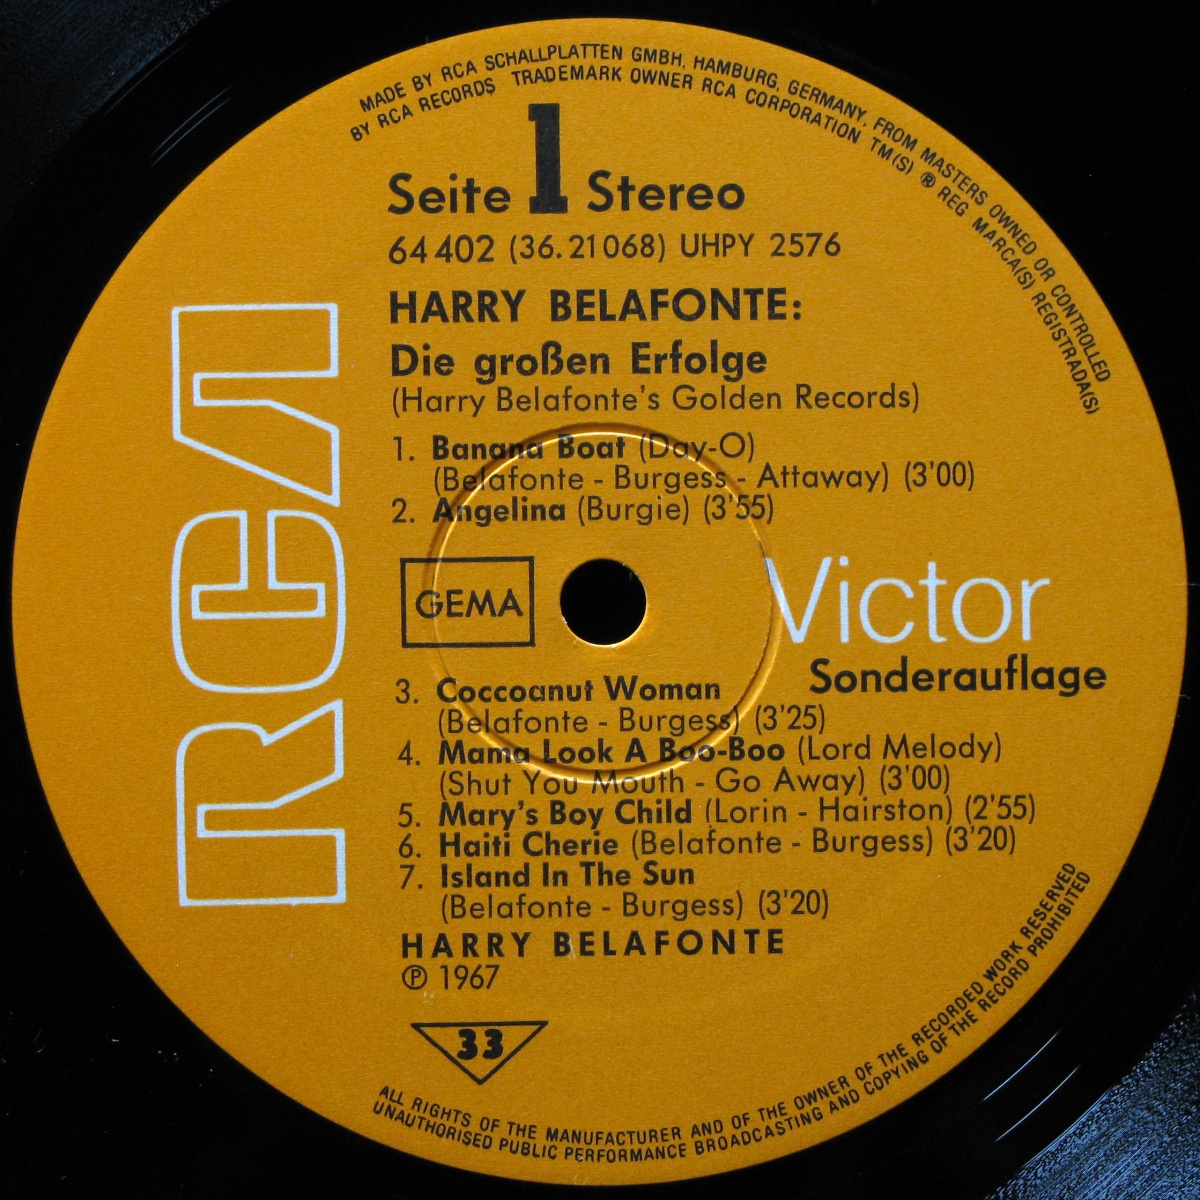 MADE BY RCA SCHALLPLATTEN GMBH, HAMBURG, GERMANY, FROM MASTERS OWNED OR CONTROLLED
BY RCA RECORDS TRADEMARK OWNER RCA CORPORATION TM(S) ® REG MARCA(S) REGISTRADA(S)
Seite 1 Stereo
64402 (36.21068) UHPY 2576
HARRY BELAFONTE:
Die großen Erfolge
(Harry Belafonte's Golden Records)
1. Banana Boat (Day-O)
(Belafonte - Burgess - Attaway) (3'00)
2. Angelina (Burgie) (3'55)
RCA
GEMA
Victor
Sonderauflage
3. Coccoanut Woman
(Belafonte - Burgess) (3'25)
4. Mama Look A Boo-Boo (Lord Melody)
(Shut You Mouth - Go Away) (3'00)
5. Mary's Boy Child (Lorin - Hairston) (2'55)
6. Haiti Cherie (Belafonte - Burgess) (3'20)
7. Island In The Sun
(Belafonte - Burgess) (3'20)
HARRY BELAFONTE
℗ 1967
33
ALL RIGHTS OF THE MANUFACTURER AND OF THE OWNER OF THE RECORDED WORK RESERVED
UNAUTHORISED PUBLIC PERFORMANCE BROADCASTING AND COPYING OF THE RECORD PROHIBITED